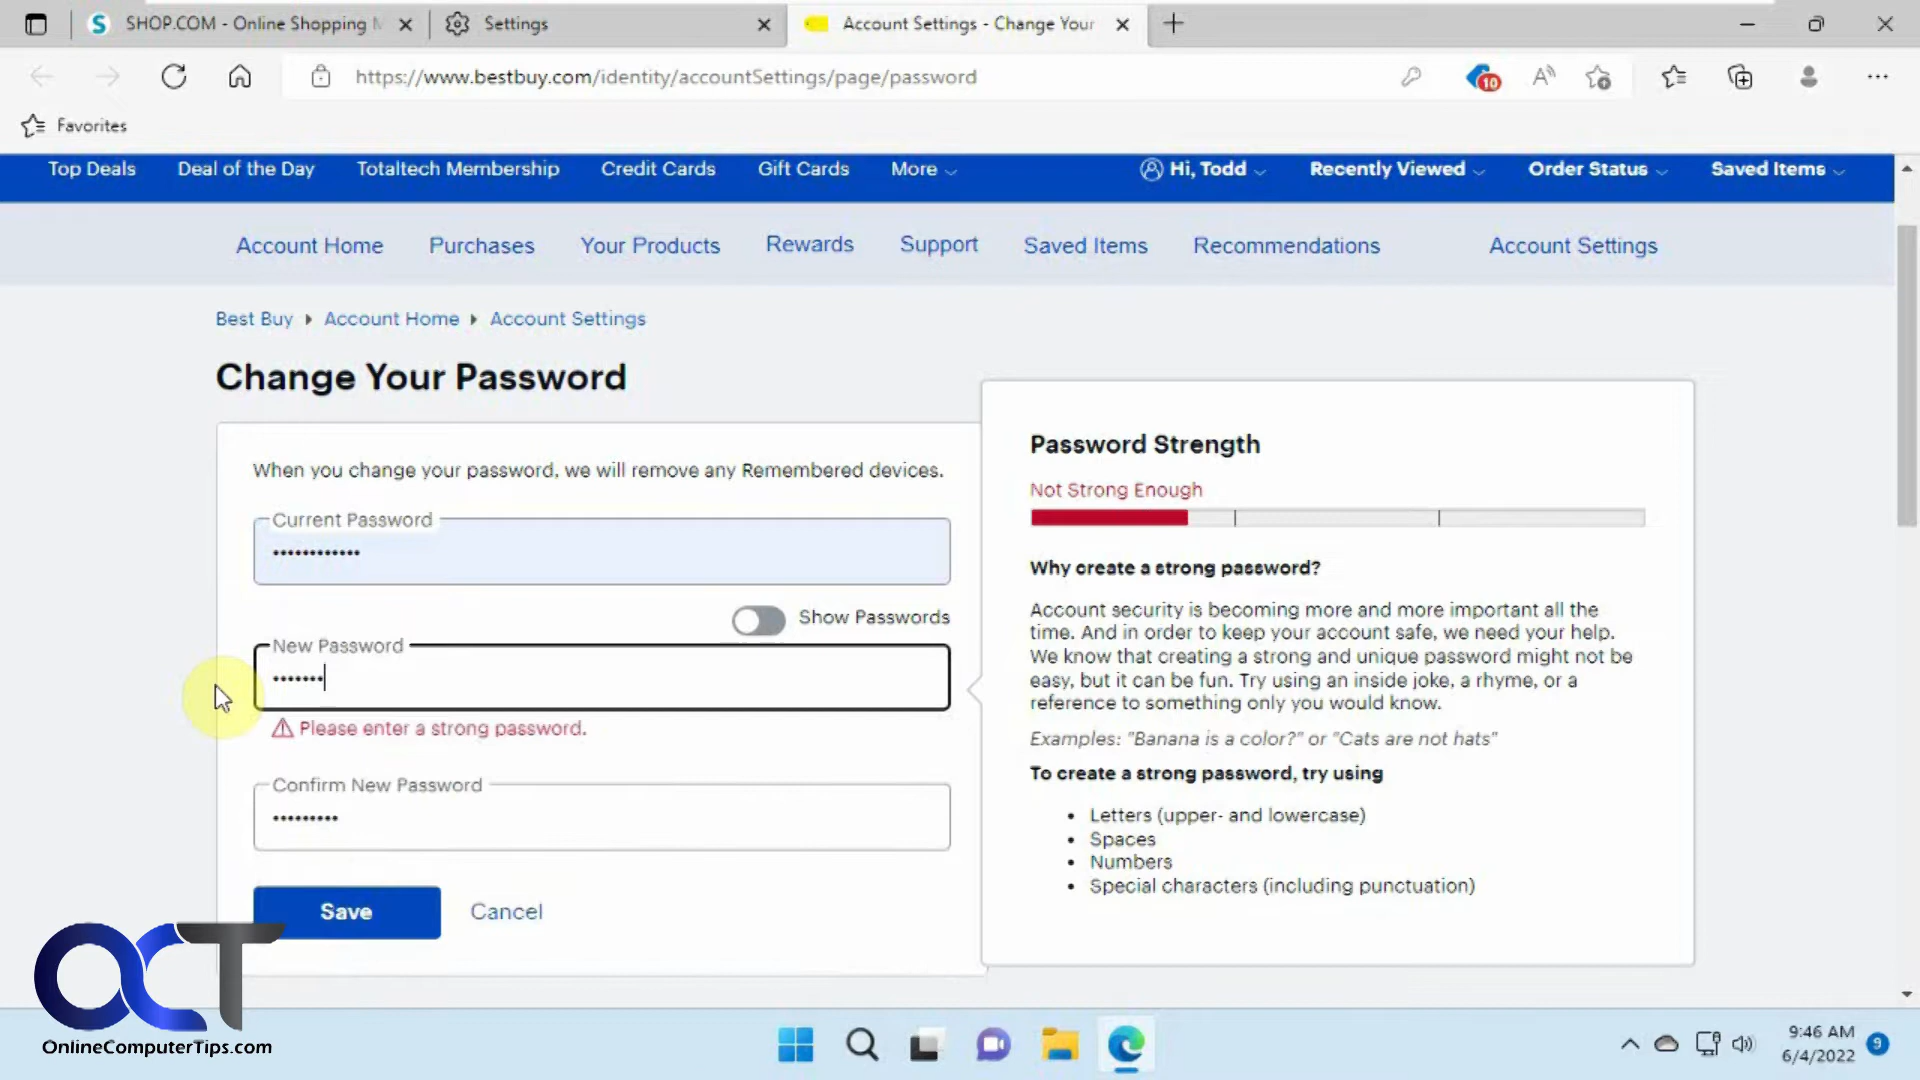 SHOP.COM - Online Shopping M
Settings
Account Settings - Change Your
https://www.bestbuy.com/identity/accountSettings/page/password
10
Favorites
Top Deals Deal of the Day Totaltech Membership Credit Cards Gift Cards More Hi, Todd Recently Viewed Order Status Saved Items
Account Home Purchases Your Products Rewards Support Saved Items Recommendations Account Settings
Best Buy Account Home Account Settings
Change Your Password
When you change your password, we will remove any Remembered devices.
Current Password
••••••••••••
Show Passwords
New Password
•••••••
Please enter a strong password.
Confirm New Password
•••••••••
Save Cancel
Password Strength
Not Strong Enough
Why create a strong password?
Account security is becoming more and more important all the
time. And in order to keep your account safe, we need your help.
We know that creating a strong and unique password might not be
easy, but it can be fun. Try using an inside joke, a rhyme, or a
reference to something only you would know.
Examples: "Banana is a color?" or "Cats are not hats"
To create a strong password, try using
• Letters (upper- and lowercase)
• Spaces
• Numbers
• Special characters (including punctuation)
OCT
OnlineComputerTips.com
9:46 AM
6/4/2022
9